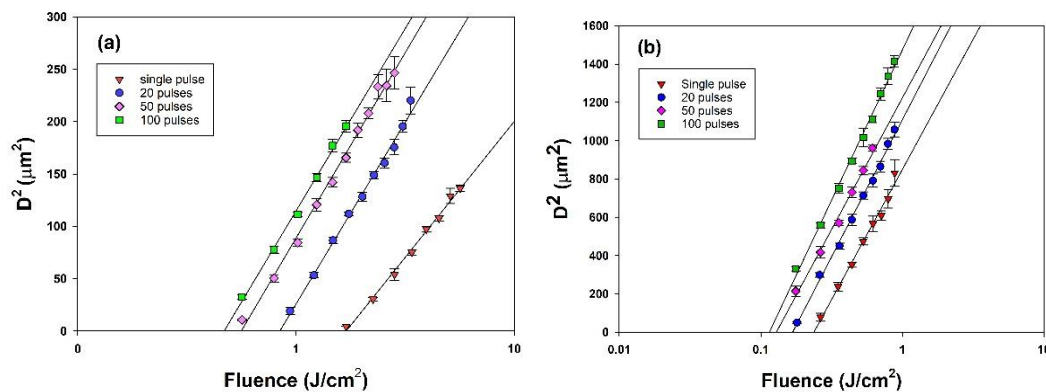 (a)
single pulse
20 pulses
50 pulses
100 pulses
D² (μm²)
300
250
200
150
100
50
0
0
1
10
Fluence (J/cm²)
(b)
Single pulse
20 pulses
50 pulses
100 pulses
D² (μm²)
1600
1400
1200
1000
800
600
400
200
0
0.01
0.1
1
10
Fluence (J/cm²)